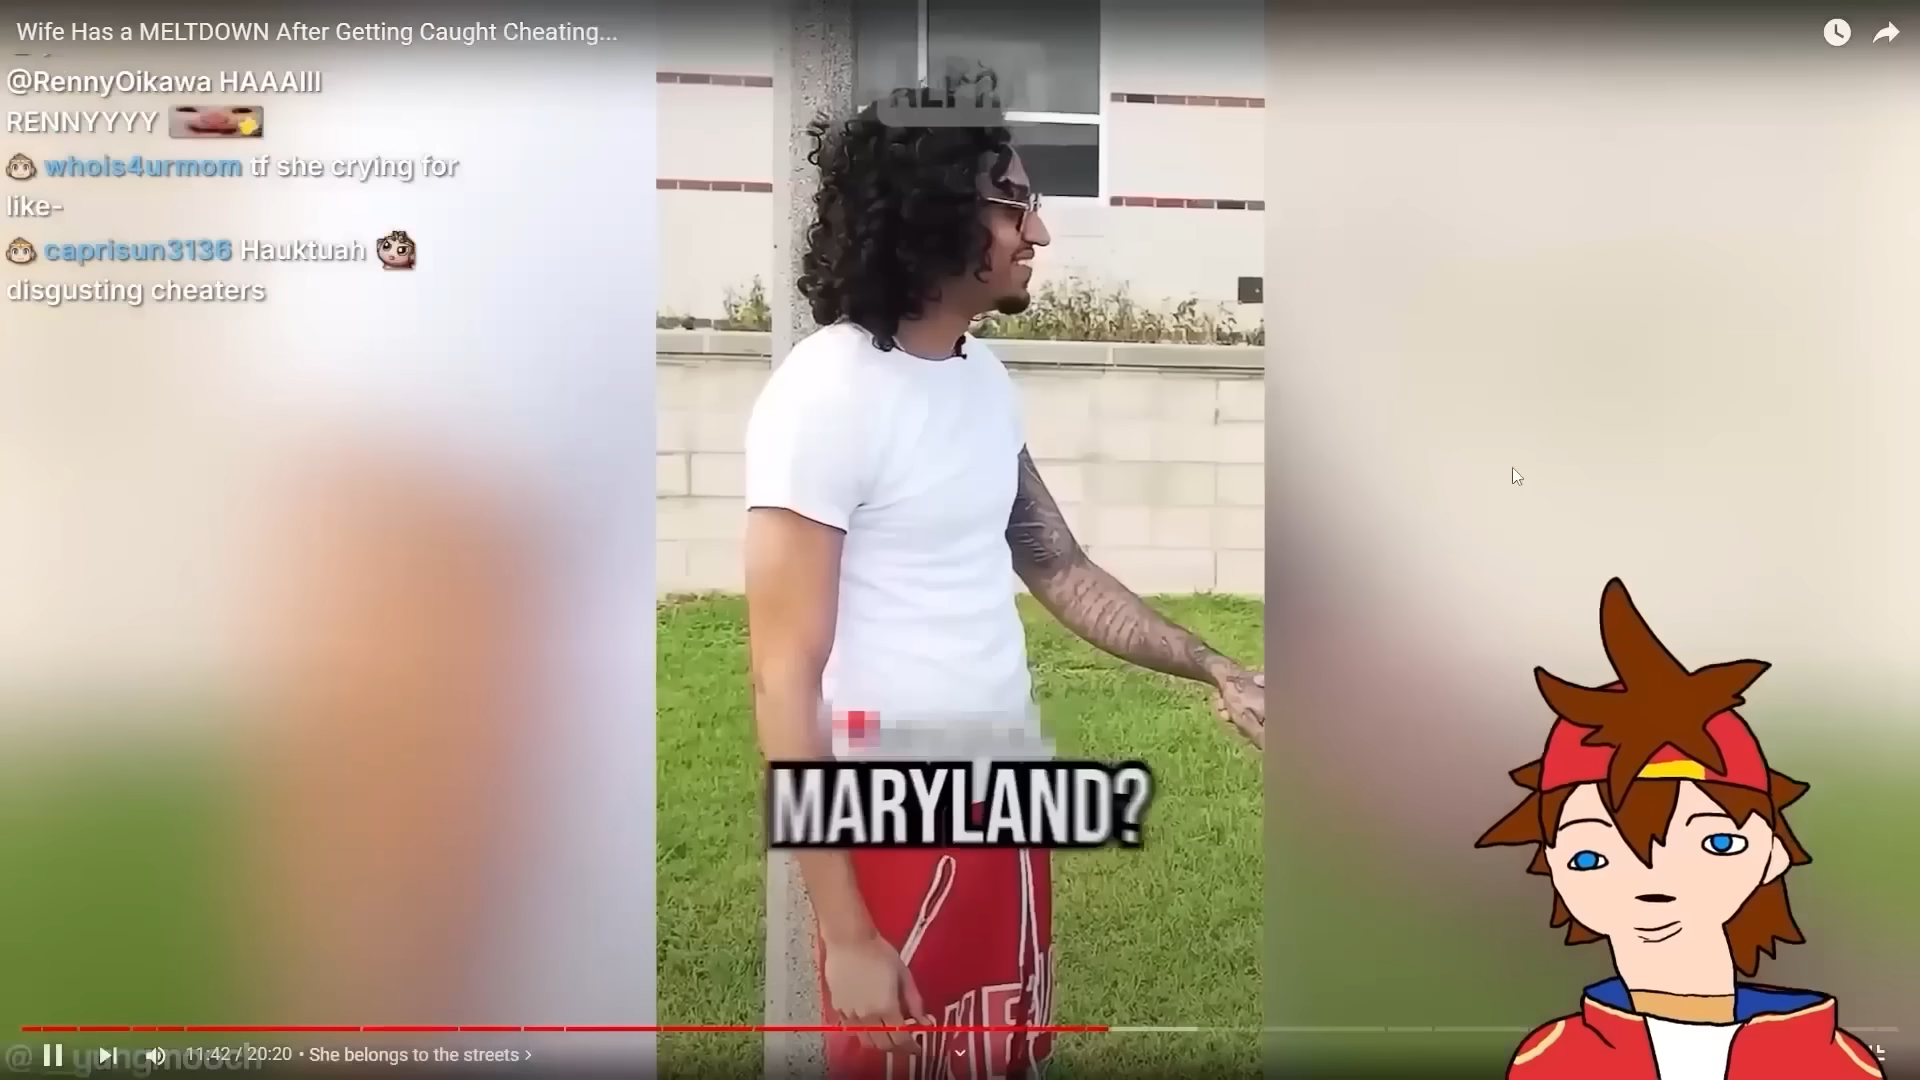 Wife Has a MELTDOWN After Getting Caught Cheating...
@RennyOikawa HAAAIII
RENNYYYY
whois4urmom tf she crying for
like-
caprisun3136 Hauktuah
disgusting cheaters
MARYLAND?
11:42 / 20:20 • She belongs to the streets ›